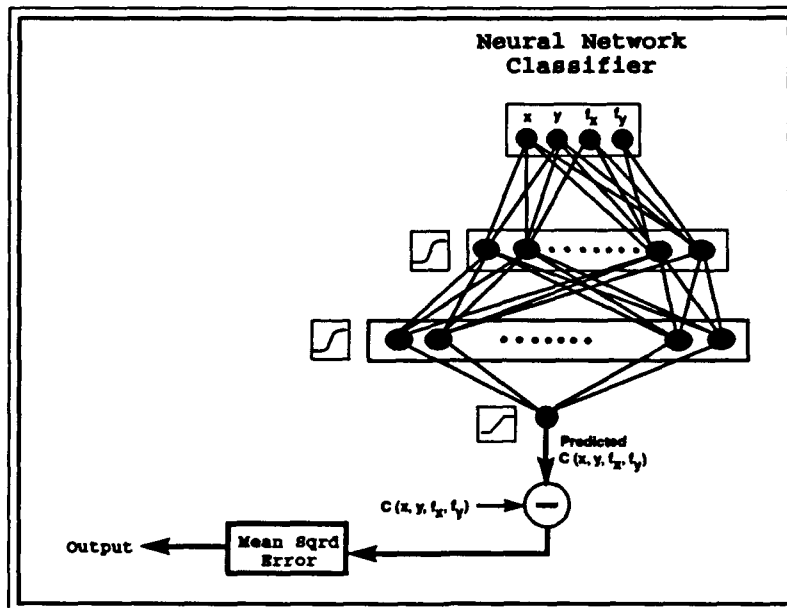 Neural Network
Classifier
x y fx fy
Predicted
C (x, y, fx, fy)
C (x, y, fx, fy)
Mean Sqrd
Error
Output